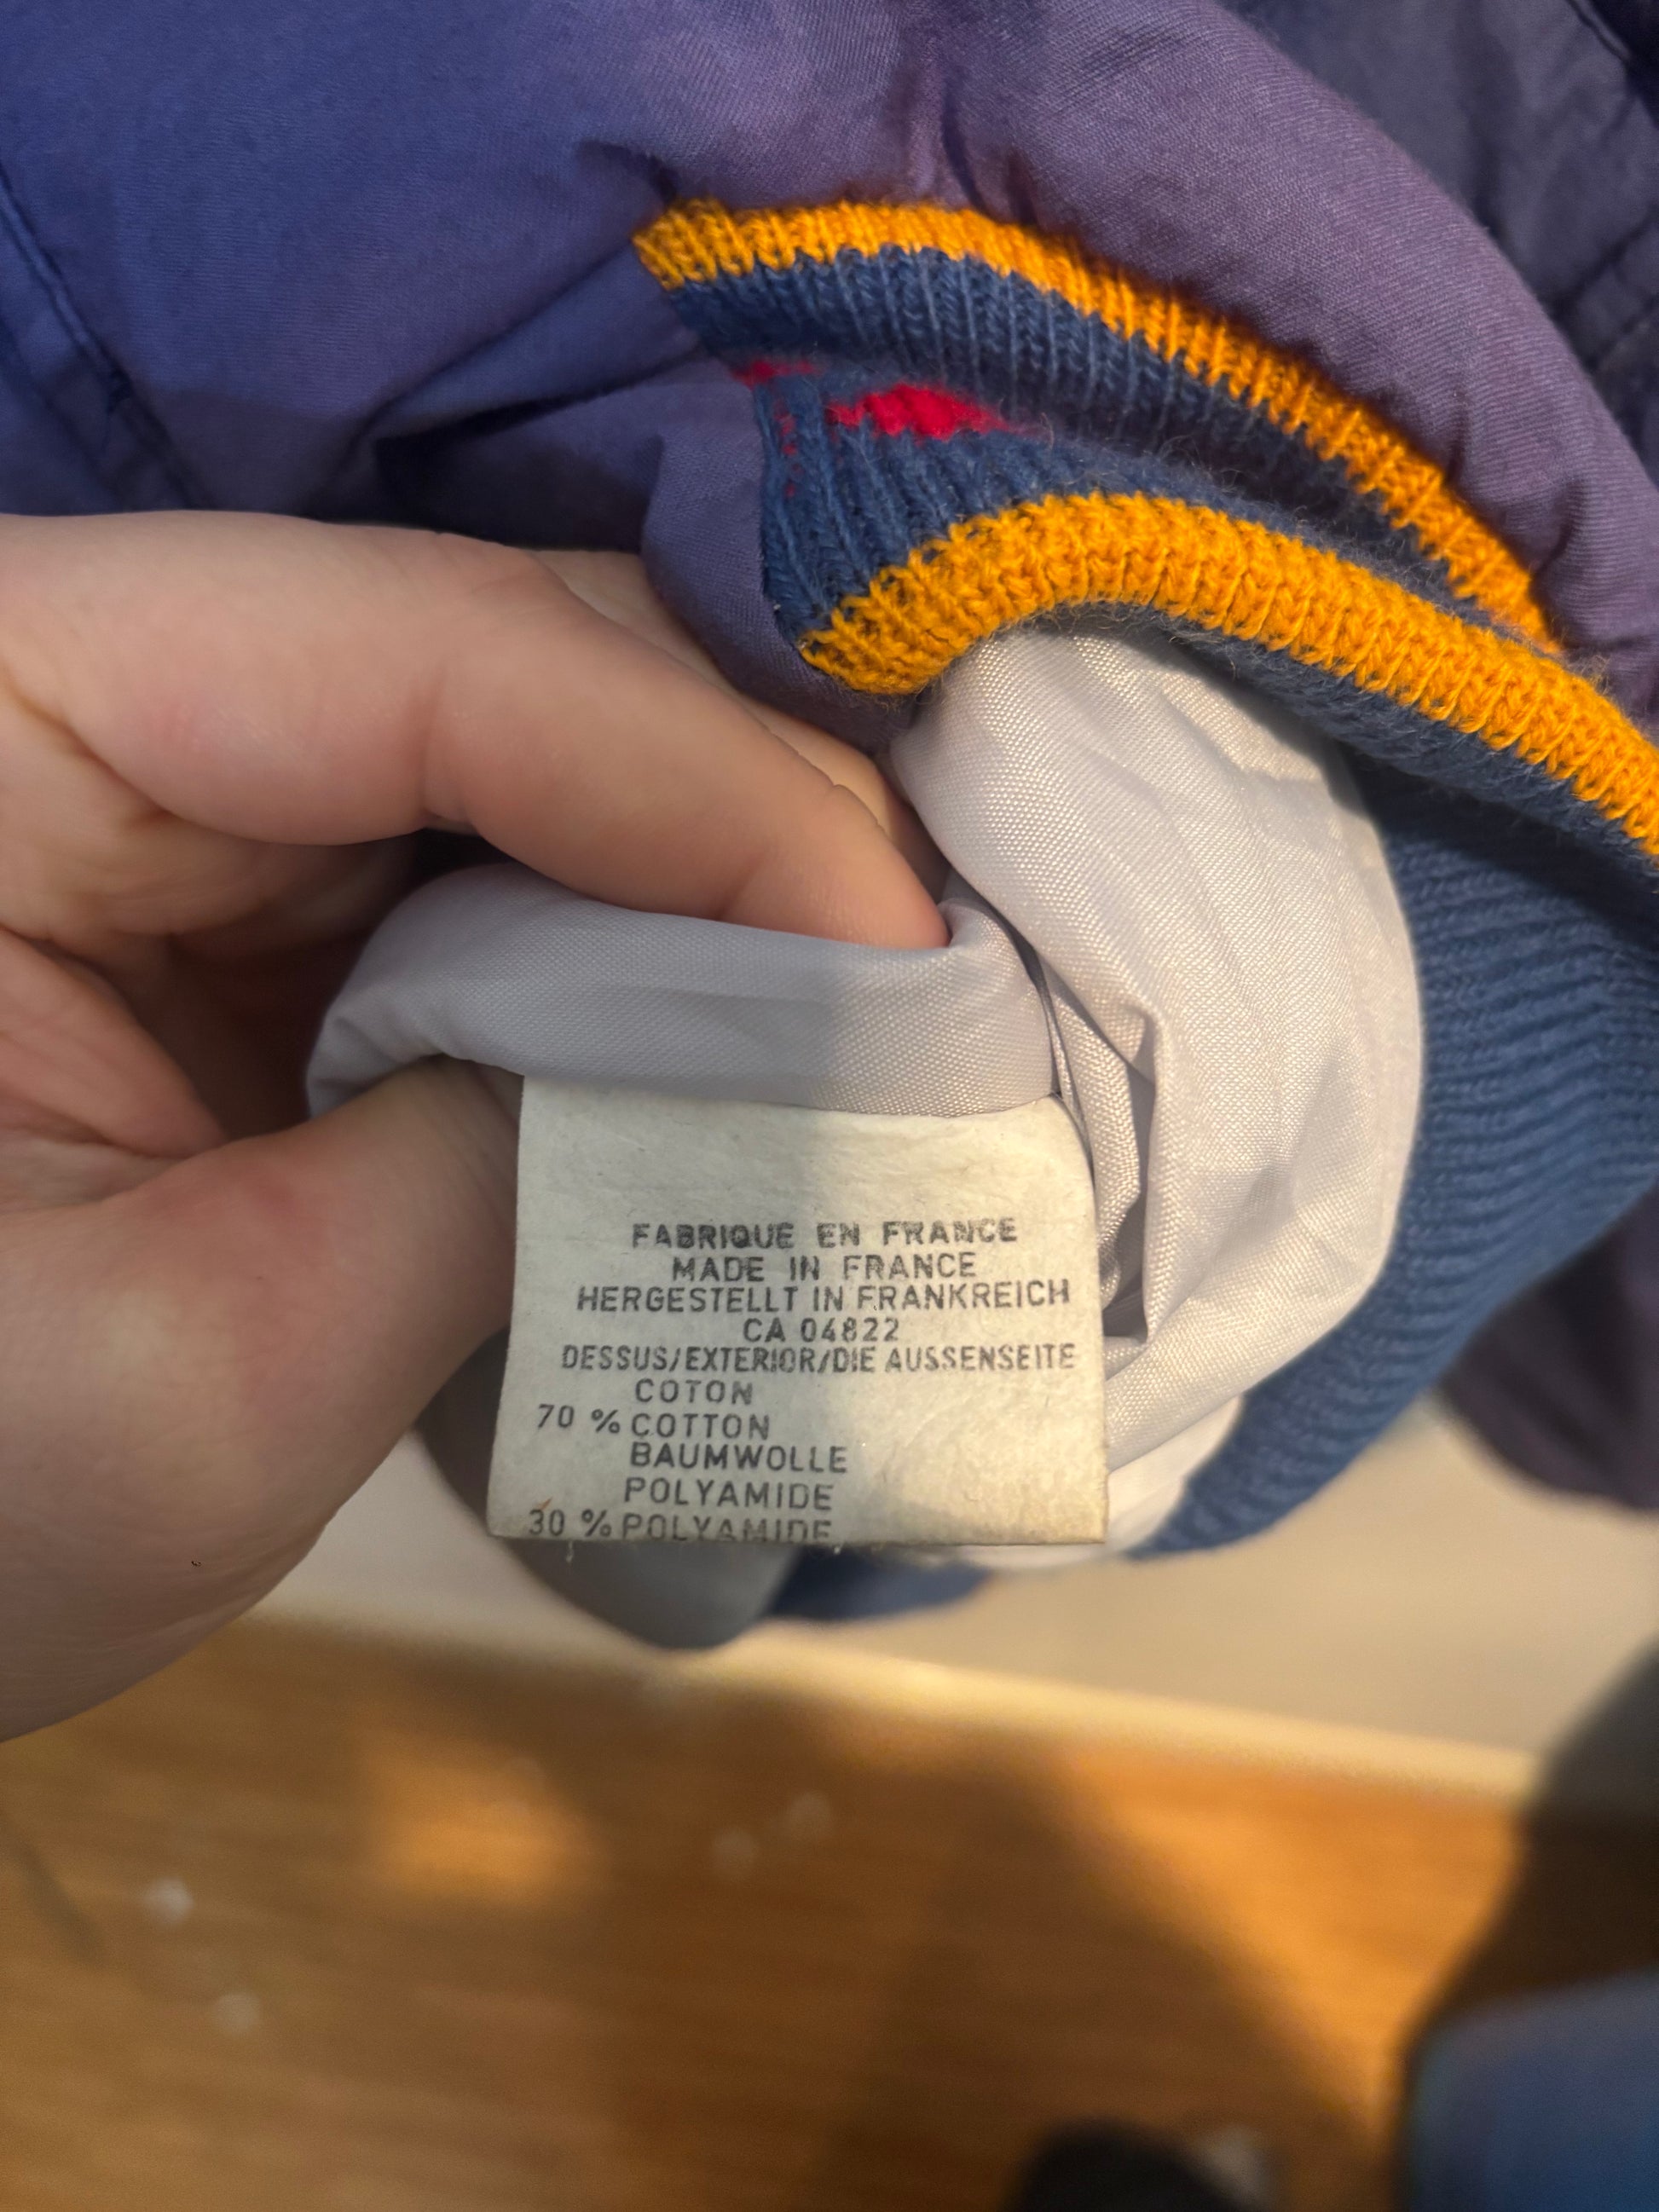 FABRIQUE EN FRANCE
MADE IN FRANCE
HERGESTELLT IN FRANKREICH
CA 04822
DESSUS/EXTERIOR/DIE AUSSENSEITE
COTON
70 % COTTON
BAUMWOLLE
POLYAMIDE
30 % POLYAMIDE